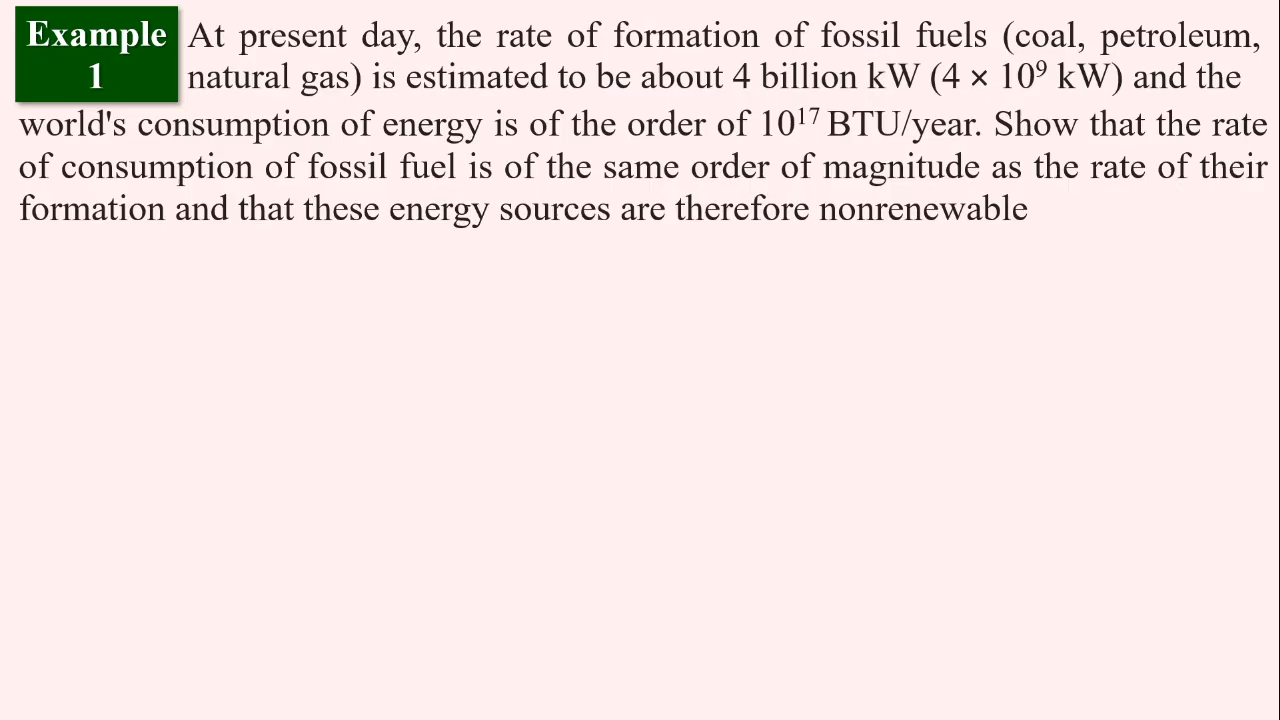 Example
1
At present day, the rate of formation of fossil fuels (coal, petroleum,
natural gas) is estimated to be about 4 billion kW (4 × 10⁹ kW) and the
world's consumption of energy is of the order of 10¹⁷ BTU/year. Show that the rate
of consumption of fossil fuel is of the same order of magnitude as the rate of their
formation and that these energy sources are therefore nonrenewable